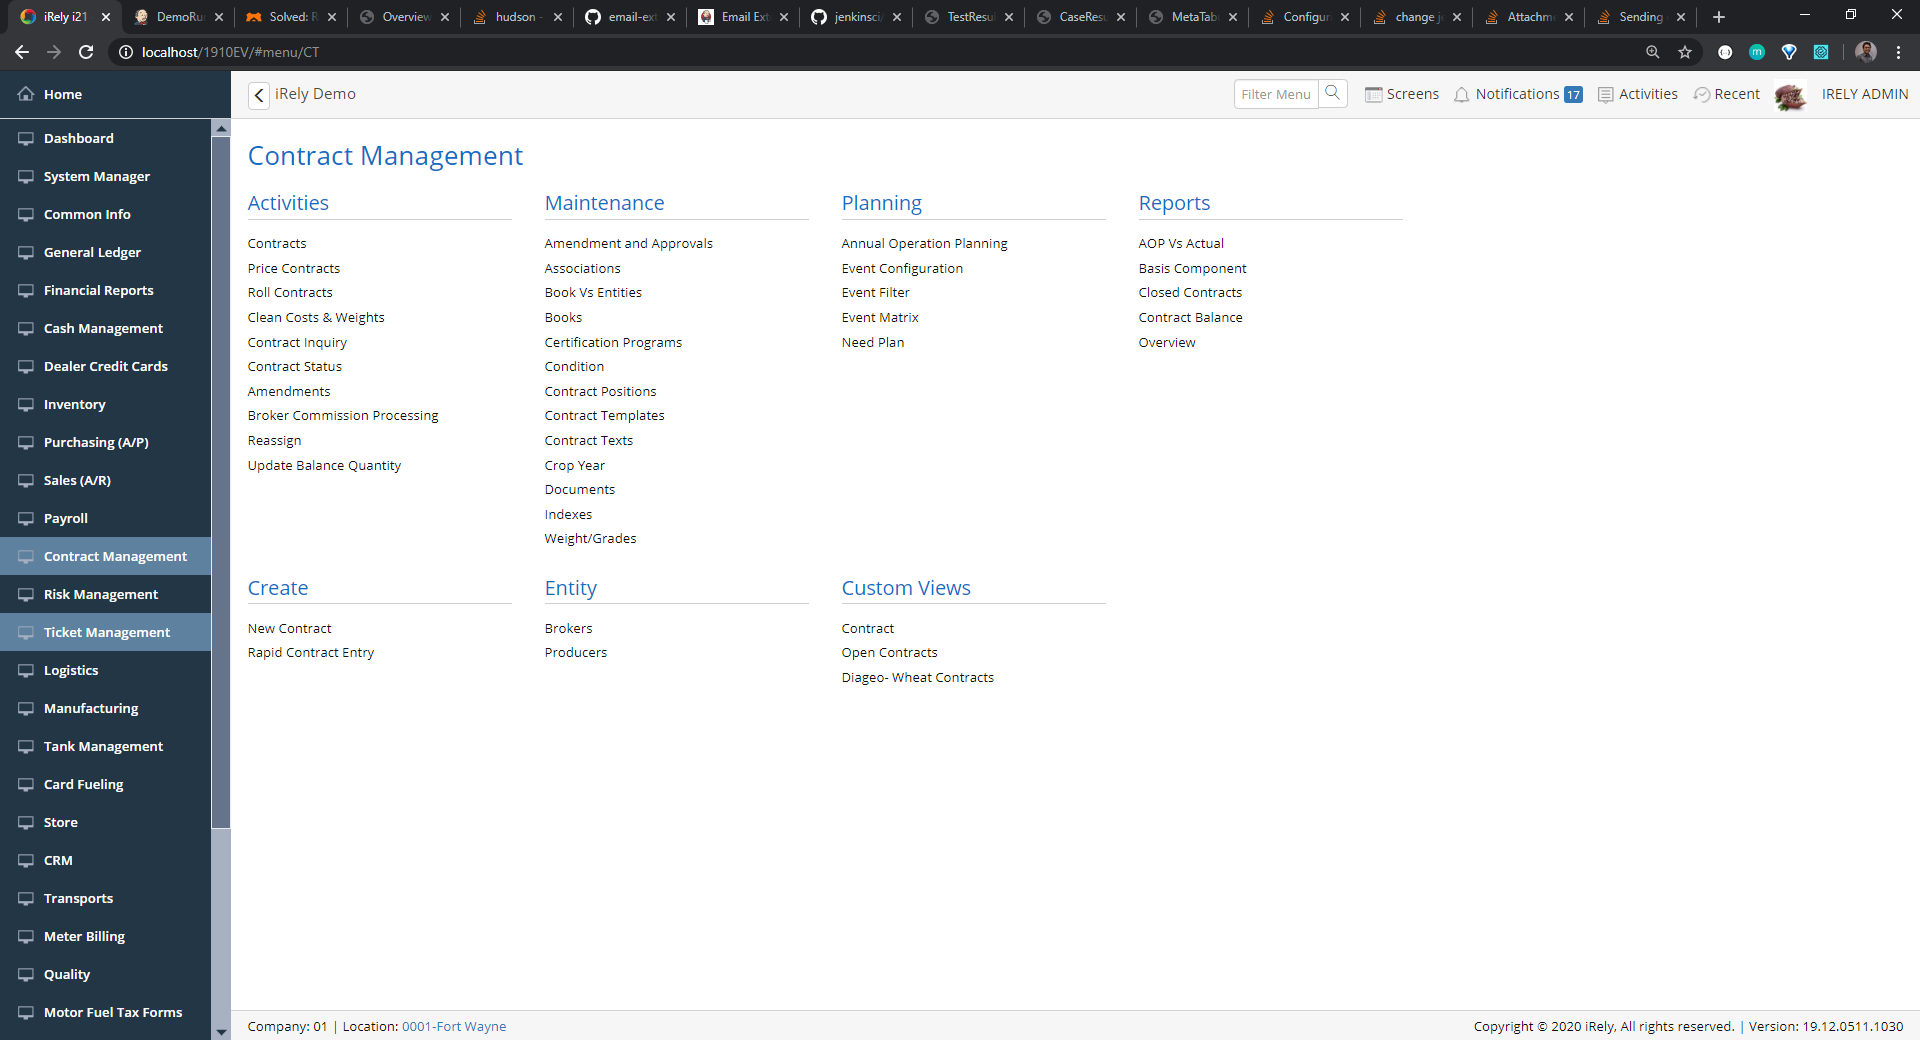 iRely i21
DemoRu
Solved: R
Overview
hudson -
email-ext
Email Ext
jenkinsci/
TestResul
CaseResu
MetaTab
Configur
change je
Attachm
Sending
localhost/1910EV/#menu/CT
Home
iRely Demo
Filter Menu
Screens
Notifications 17
Activities
Recent
IRELY ADMIN
Dashboard
System Manager
Common Info
General Ledger
Financial Reports
Cash Management
Dealer Credit Cards
Inventory
Purchasing (A/P)
Sales (A/R)
Payroll
Contract Management
Risk Management
Ticket Management
Logistics
Manufacturing
Tank Management
Card Fueling
Store
CRM
Transports
Meter Billing
Quality
Motor Fuel Tax Forms
Contract Management
Activities
Contracts
Price Contracts
Roll Contracts
Clean Costs & Weights
Contract Inquiry
Contract Status
Amendments
Broker Commission Processing
Reassign
Update Balance Quantity
Maintenance
Amendment and Approvals
Associations
Book Vs Entities
Books
Certification Programs
Condition
Contract Positions
Contract Templates
Contract Texts
Crop Year
Documents
Indexes
Weight/Grades
Planning
Annual Operation Planning
Event Configuration
Event Filter
Event Matrix
Need Plan
Reports
AOP Vs Actual
Basis Component
Closed Contracts
Contract Balance
Overview
Create
New Contract
Rapid Contract Entry
Entity
Brokers
Producers
Custom Views
Contract
Open Contracts
Diageo- Wheat Contracts
Company: 01 | Location: 0001-Fort Wayne
Copyright © 2020 iRely, All rights reserved. | Version: 19.12.0511.1030